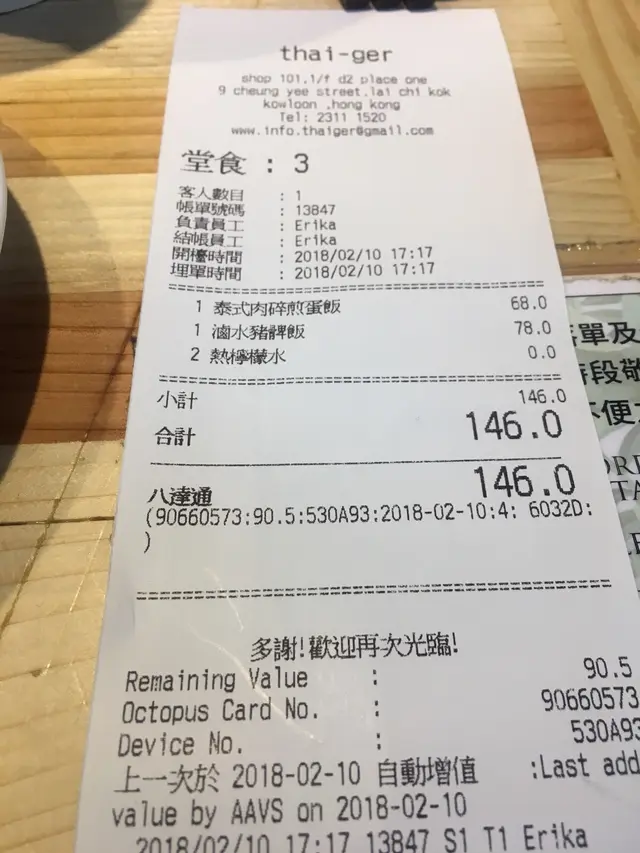 thai-ger
shop 101,1/f d2 place one
9 cheung yee street.lai chi kok
kowloon ,hong kong
Tel: 2311 1520
www.info.thaiger@gmail.com
堂食 : 3
客人數目 : 1
帳單號碼 : 13847
負責員工 : Erika
結帳員工 : Erika
開檯時間 : 2018/02/10 17:17
埋單時間 : 2018/02/10 17:17
1 泰式肉碎煎蛋飯 68.0
1 滷水豬髀飯 78.0
2 熱檸檬水 0.0
小計 146.0
合計 146.0
八達通 146.0
(90660573:90.5:530A93:2018-02-10:4: 6032D:
)
多謝!歡迎再次光臨!
Remaining Value : 90.5
Octopus Card No. : 90660573
Device No. : 530A93
上一次於 2018-02-10 自動增值 :Last add
value by AAVS on 2018-02-10
2018/02/10 17:17 13847 S1 T1 Erika
單及
時段敬
不便